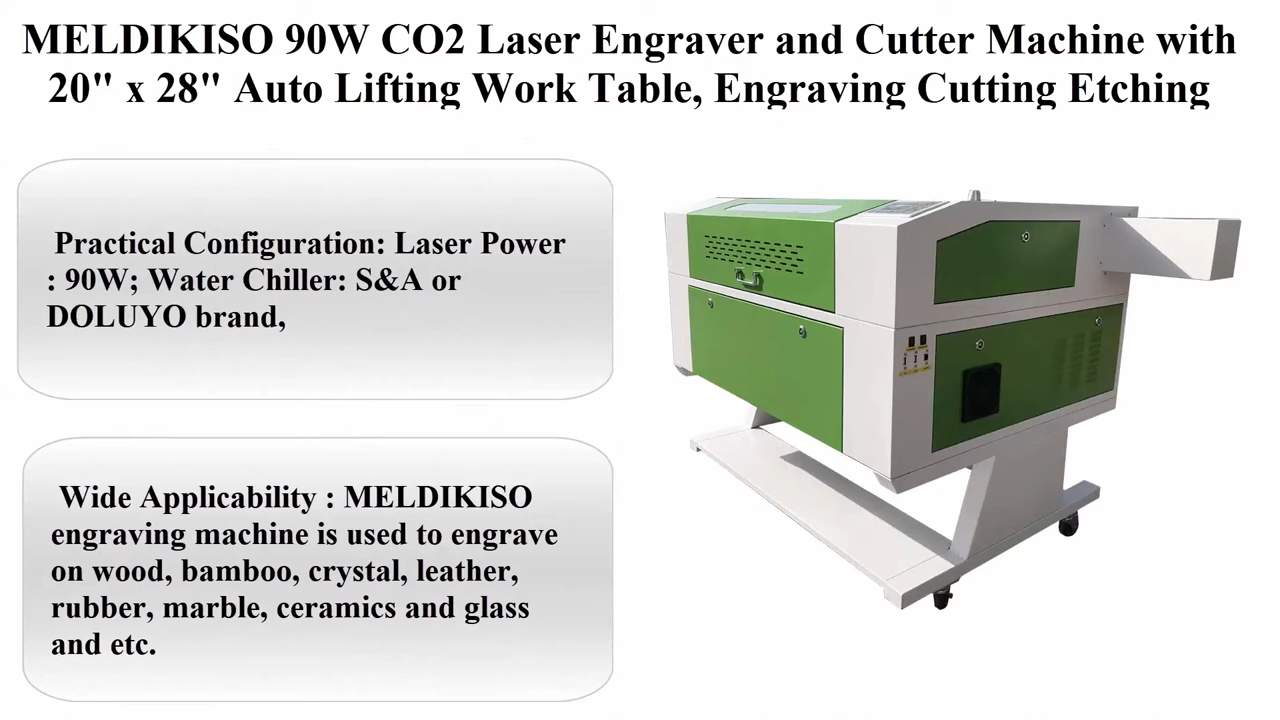 MELDIKISO 90W CO2 Laser Engraver and Cutter Machine with
20" x 28" Auto Lifting Work Table, Engraving Cutting Etching
Practical Configuration: Laser Power
: 90W; Water Chiller: S&A or
DOLUYO brand,
Wide Applicability : MELDIKISO
engraving machine is used to engrave
on wood, bamboo, crystal, leather,
rubber, marble, ceramics and glass
and etc.